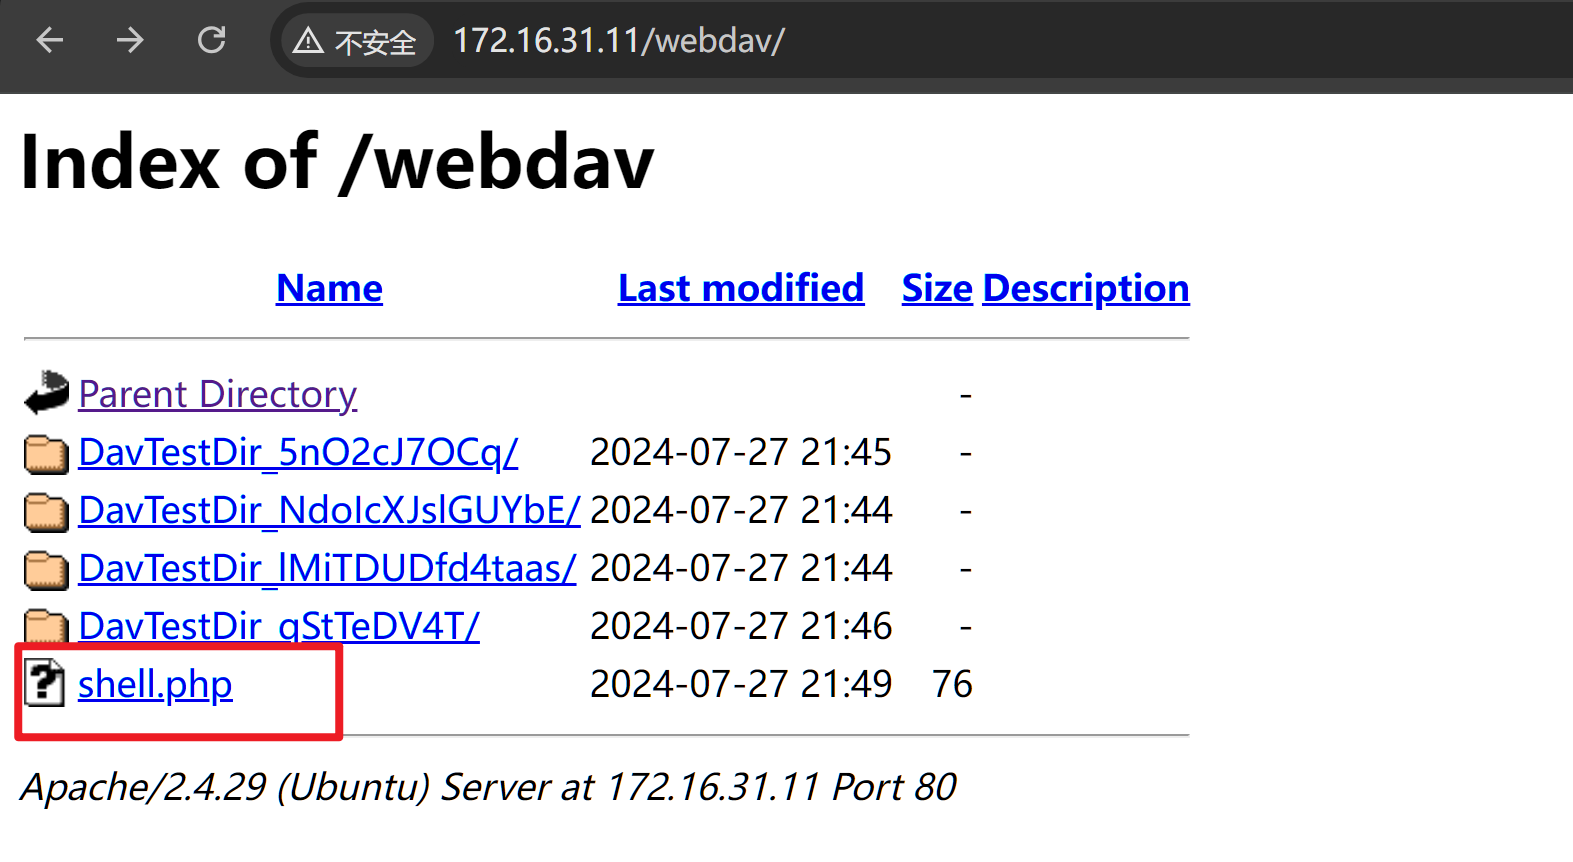 不安全 172.16.31.11/webdav/
Index of /webdav
Name Last modified Size Description
Parent Directory -
DavTestDir_5nO2cJ7OCq/ 2024-07-27 21:45 -
DavTestDir_NdoIcXJslGUYbE/ 2024-07-27 21:44 -
DavTestDir_lMiTDUDfd4taas/ 2024-07-27 21:44 -
DavTestDir_qStTeDV4T/ 2024-07-27 21:46 -
shell.php 2024-07-27 21:49 76
Apache/2.4.29 (Ubuntu) Server at 172.16.31.11 Port 80